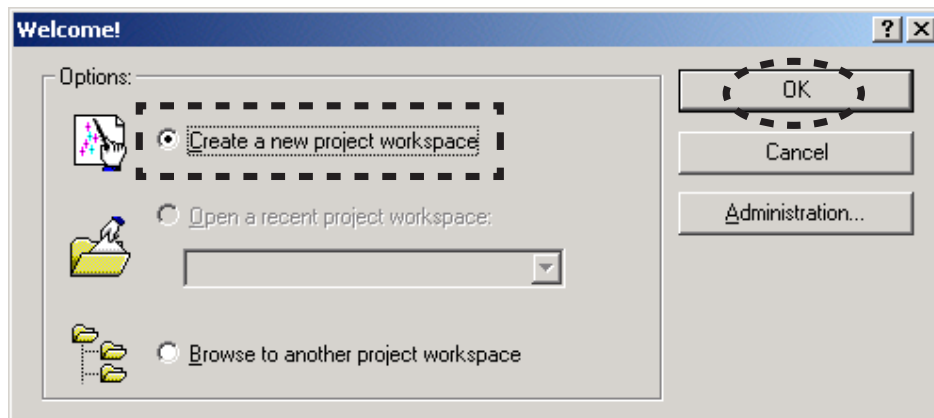 Welcome!
Options:
Create a new project workspace
Open a recent project workspace:
Browse to another project workspace
OK
Cancel
Administration...